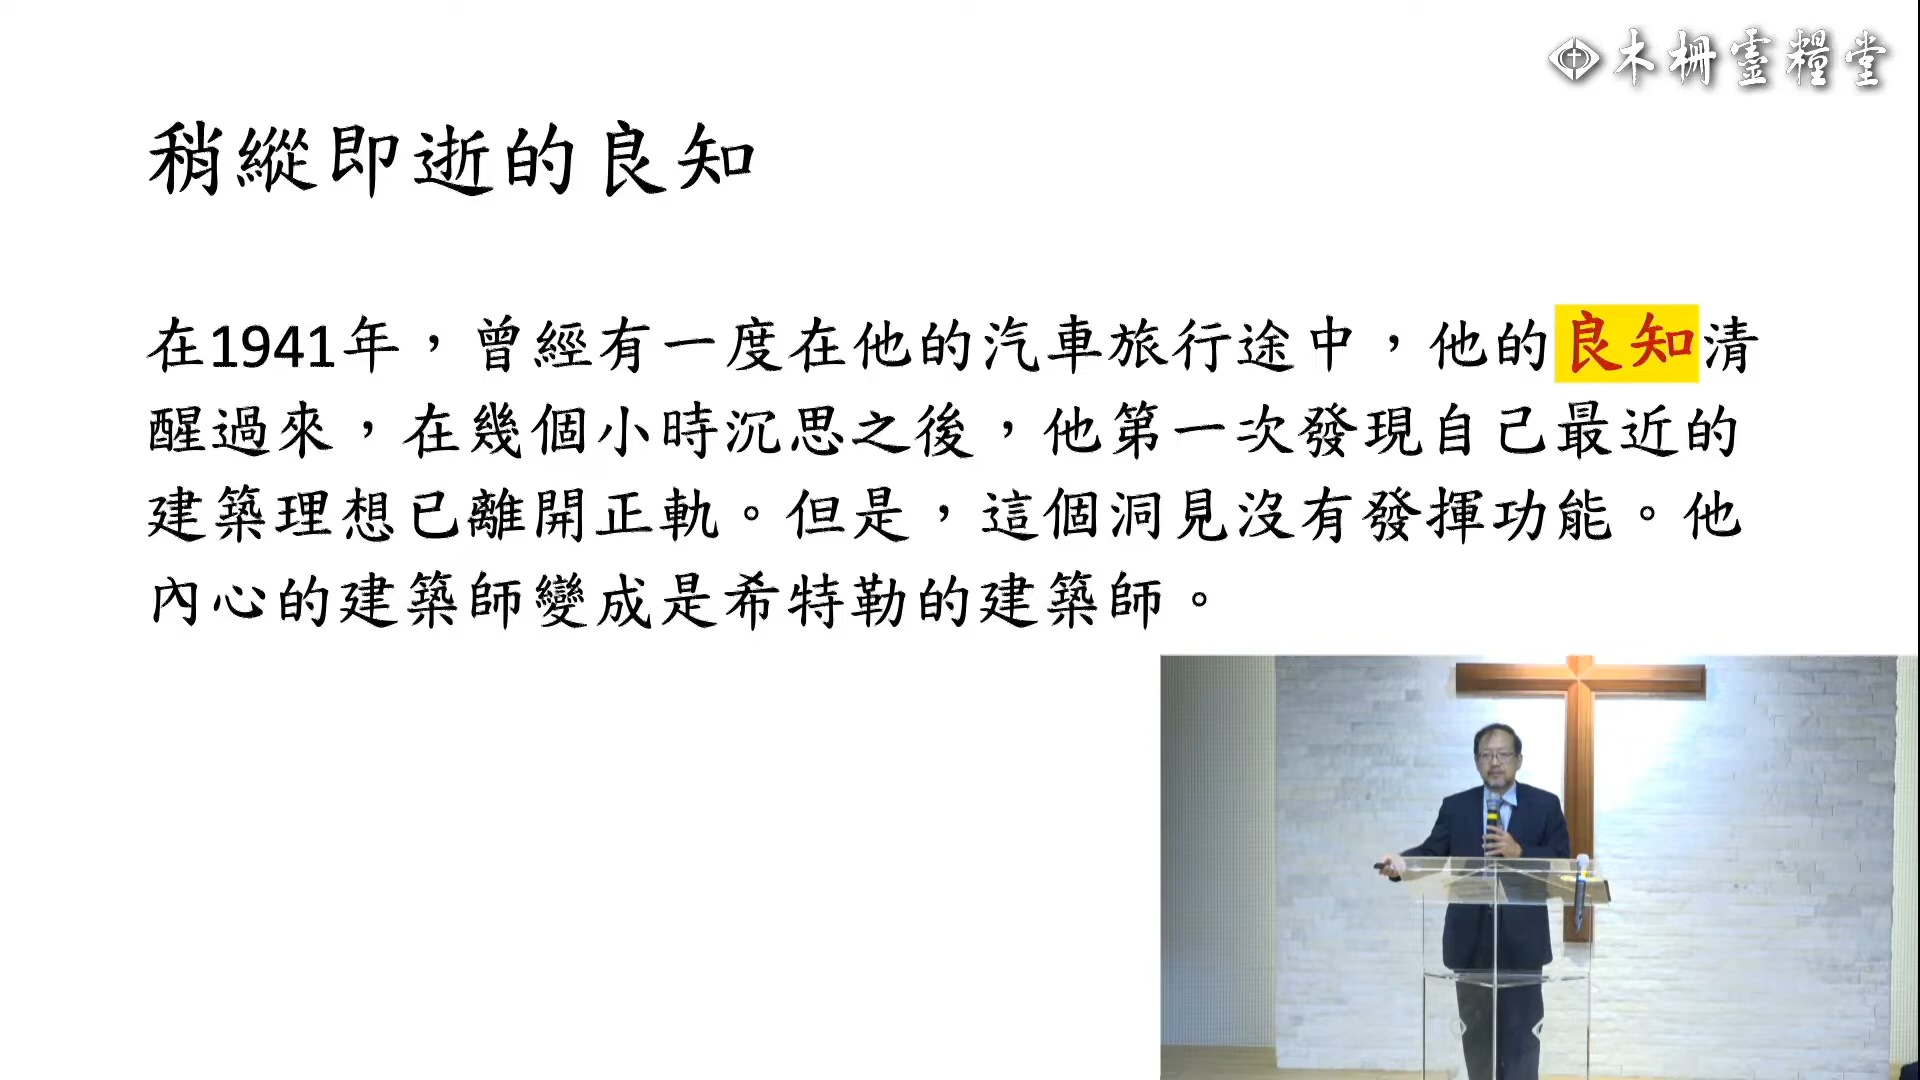 木柵靈糧堂
稍縱即逝的良知
在1941年，曾經有一度在他的汽車旅行途中，他的良知清
醒過來，在幾個小時沉思之後，他第一次發現自己最近的
建築理想已離開正軌。但是，這個洞見沒有發揮功能。他
內心的建築師變成是希特勒的建築師。